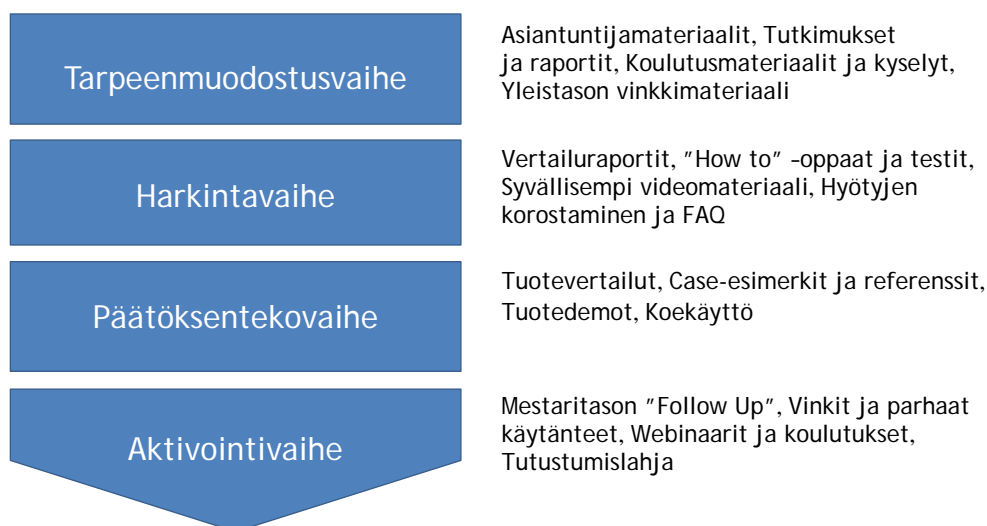 Tarpeenmuodostusvaihe
Asiantuntijamateriaalit, Tutkimukset
ja raportit, Koulutusmateriaalit ja kyselyt,
Yleistason vinkkimateriaali
Harkintavaihe
Vertailuraportit, ”How to” –oppaat ja testit,
Syvällisempi videomateriaali, Hyötyjen
korostaminen ja FAQ
Päätöksentekovaihe
Tuotevertailut, Case-esimerkit ja referenssit,
Tuotedemot, Koekäyttö
Aktivointivaihe
Mestaritason ”Follow Up”, Vinkit ja parhaat
käytänteet, Webinaarit ja koulutukset,
Tutustumislahja